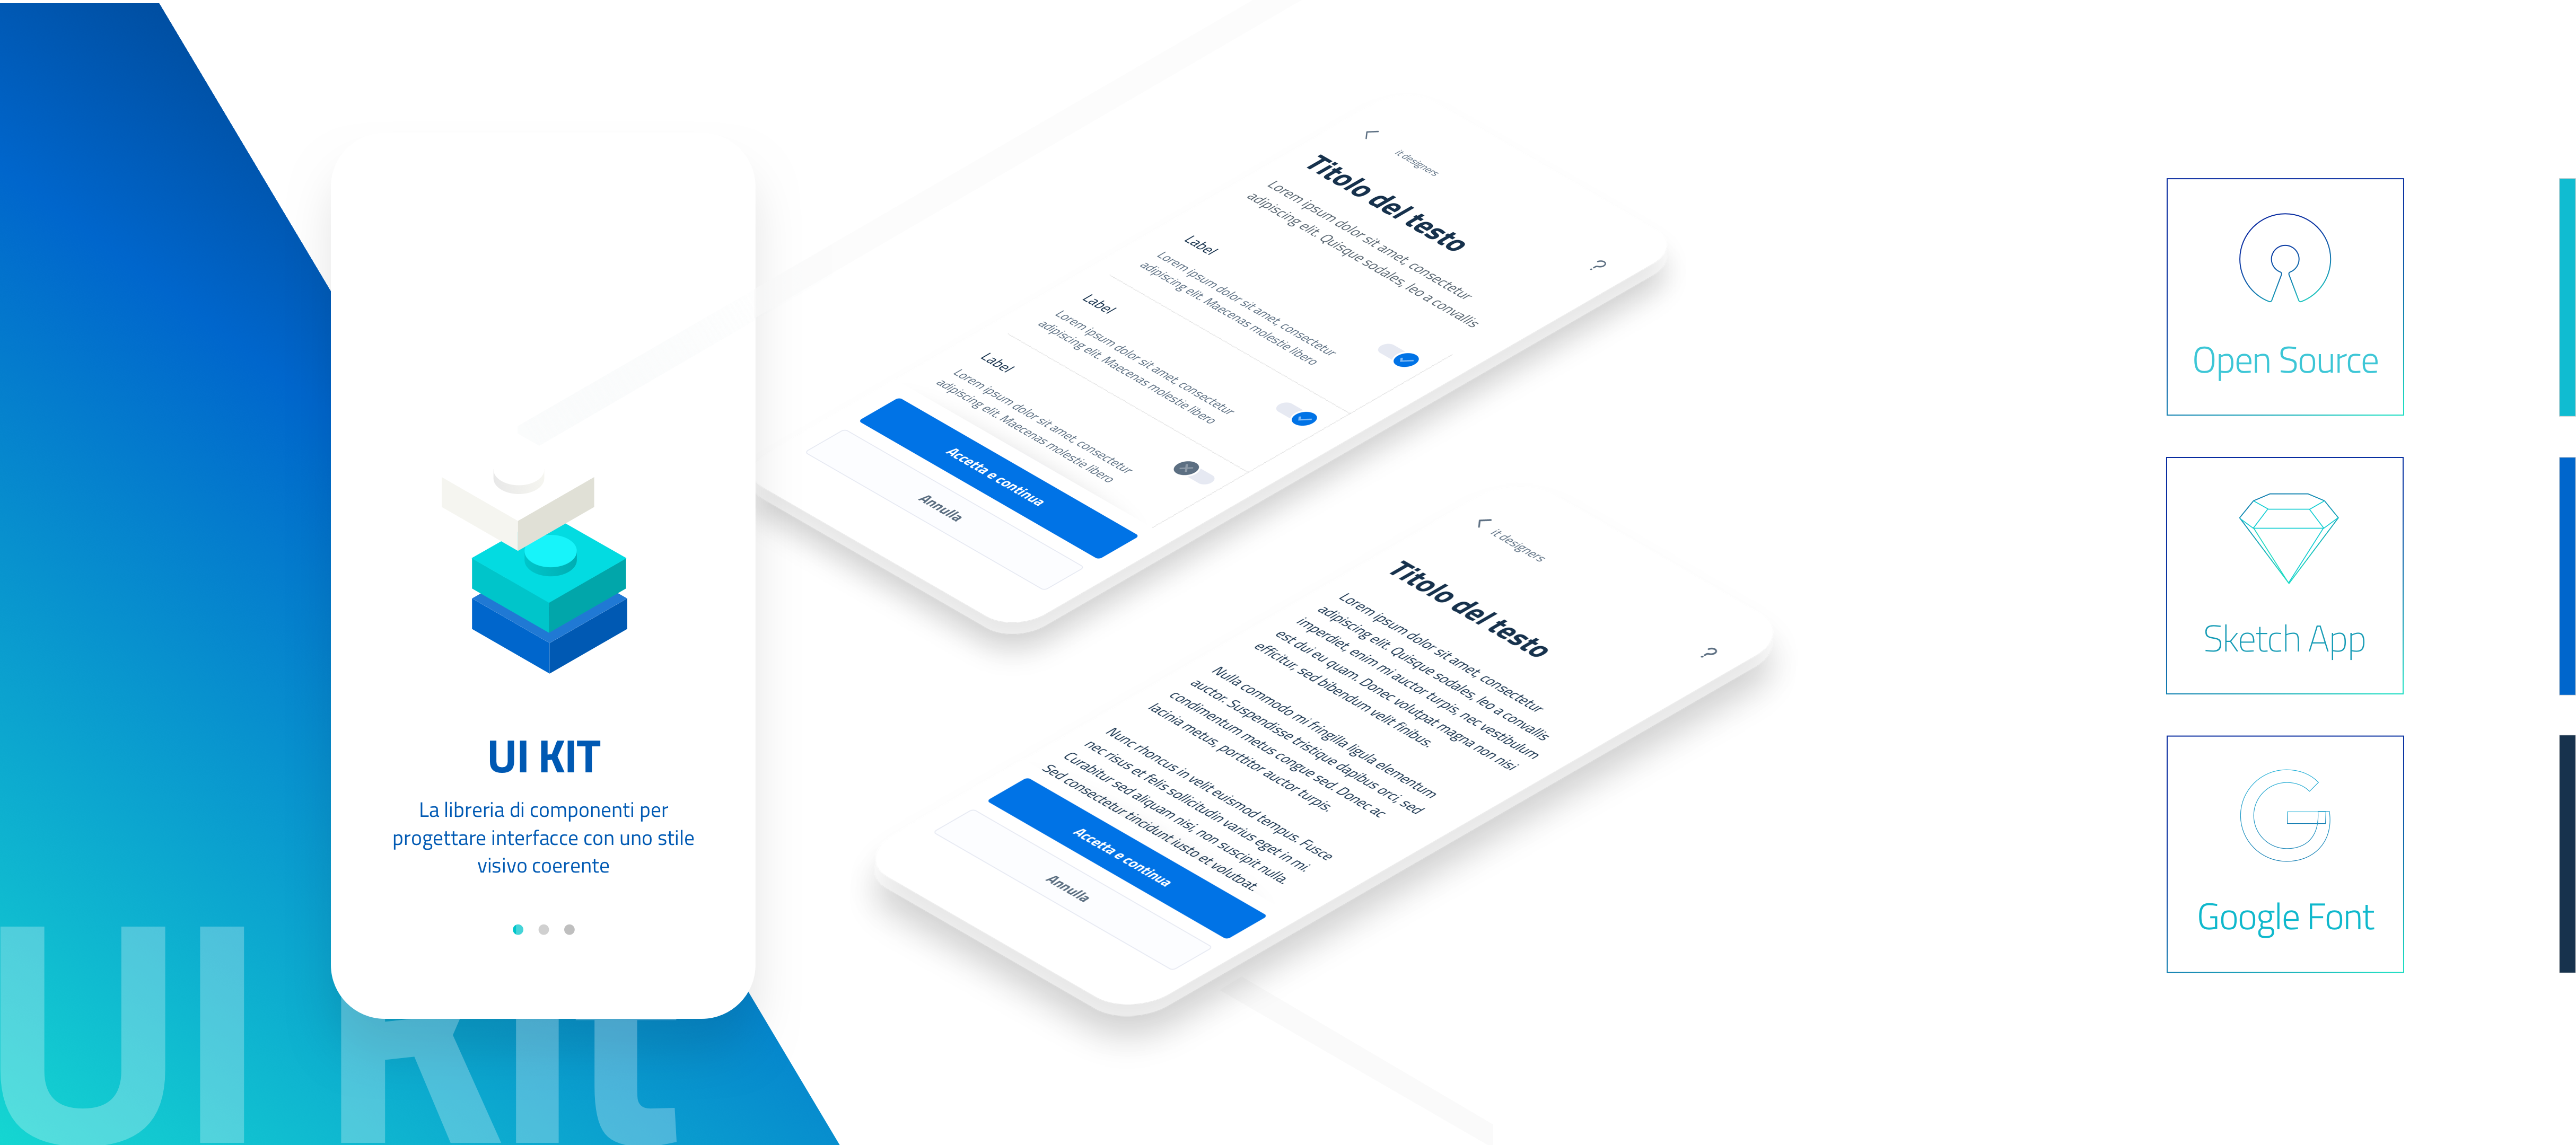 UI KIT
La libreria di componenti per
progettare interfacce con uno stile
visivo coerente
UI Kit
it designers
?
Titolo del testo
Lorem ipsum dolor sit amet, consectetur
adipiscing elit. Quisque sodales, leo a convallis
Label
Lorem ipsum dolor sit amet, consectetur
adipiscing elit. Maecenas molestie libero
Label
Lorem ipsum dolor sit amet, consectetur
adipiscing elit. Maecenas molestie libero
Label
Lorem ipsum dolor sit amet, consectetur
adipiscing elit. Maecenas molestie libero
Accetta e continua
Annulla
it designers
?
Titolo del testo
Lorem ipsum dolor sit amet, consectetur
adipiscing elit. Quisque sodales, leo a convallis
imperdiet, enim mi auctor turpis, nec vestibulum
est dui eu quam. Donec volutpat magna non nisi
efficitur, sed bibendum velit finibus.
Nulla commodo mi fringilla ligula elementum
auctor. Suspendisse tristique dapibus orci, sed
condimentum metus congue sed. Donec ac
lacinia metus, porttitor auctor turpis.
Nunc rhoncus in velit euismod tempus. Fusce
nec risus et felis sollicitudin varius eget in mi.
Curabitur sed aliquam nisi, non suscipit nulla.
Sed consectetur tincidunt iusto et volutpat.
Accetta e continua
Annulla
Open Source
Sketch App
Google Font